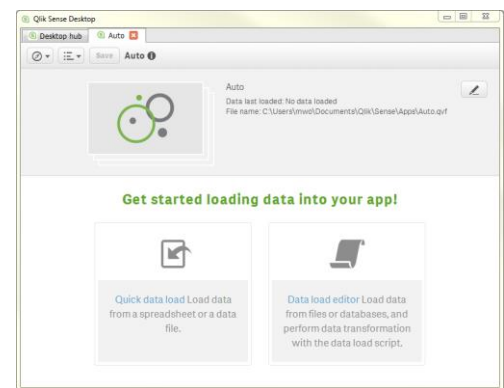 Qlik Sense Desktop
Desktop hub
Auto
Save
Auto
Auto
Data last loaded: No data loaded
File name: C:\Users\mwd\Documents\Qlik\Sense\Apps\Auto.qvf
Get started loading data into your app!
Quick data load Load data
from a spreadsheet or a data
file.
Data load editor Load data
from files or databases, and
perform data transformation
with the data load script.